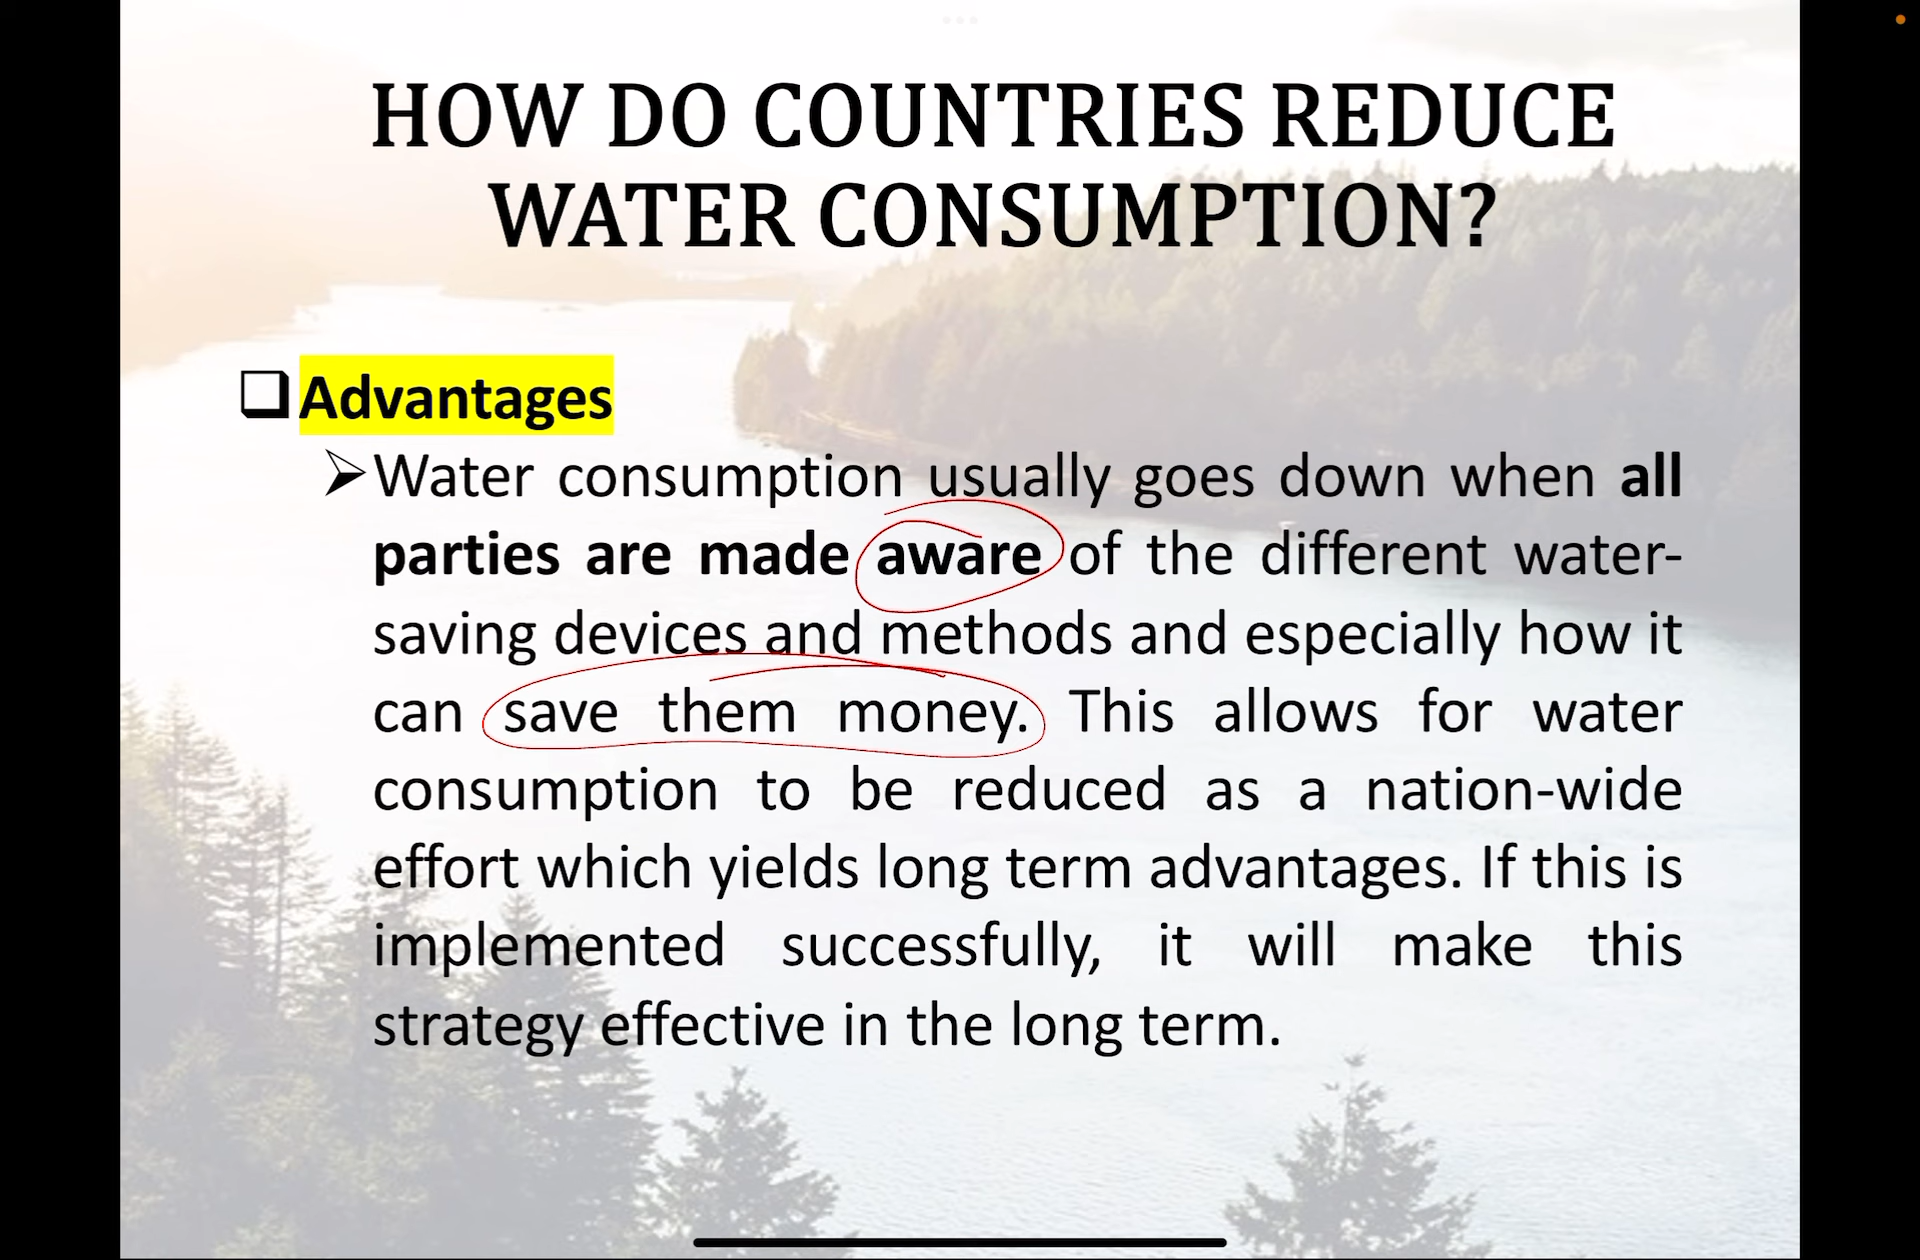 HOW DO COUNTRIES REDUCE
WATER CONSUMPTION?
Advantages
Water consumption usually goes down when all
parties are made aware of the different water-
saving devices and methods and especially how it
can save them money. This allows for water
consumption to be reduced as a nation-wide
effort which yields long term advantages. If this is
implemented successfully, it will make this
strategy effective in the long term.